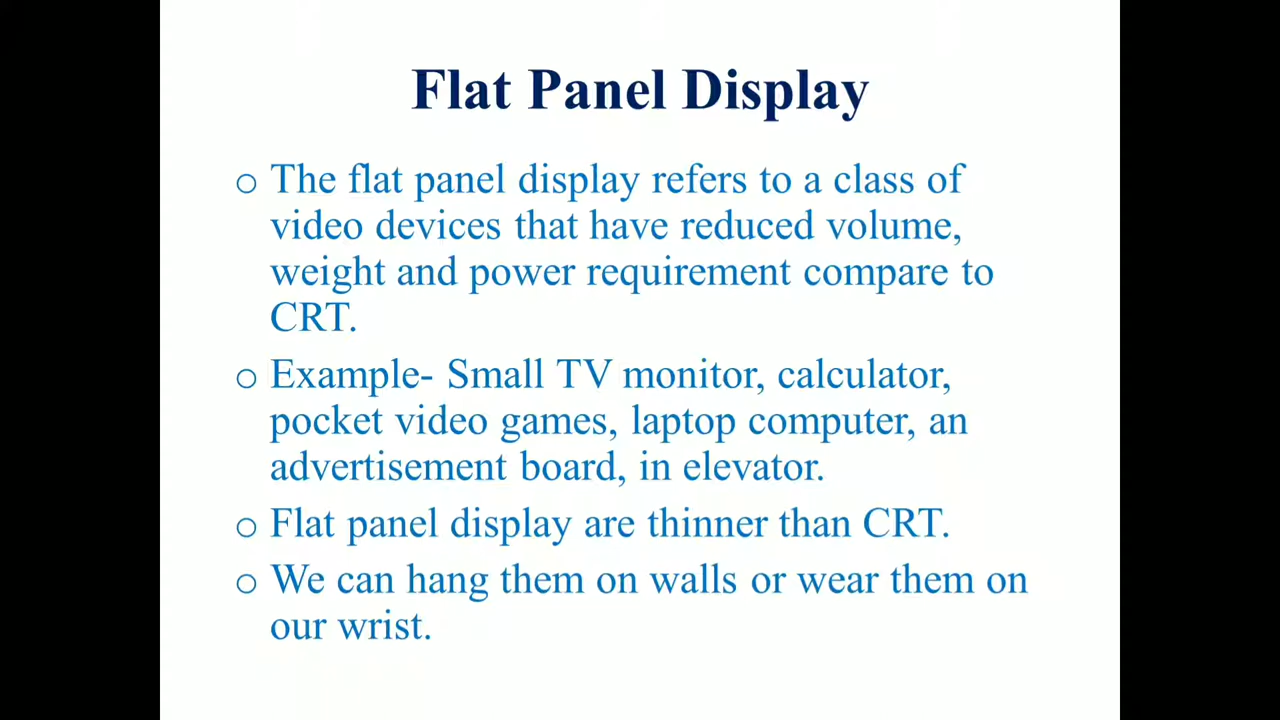 Flat Panel Display
o The flat panel display refers to a class of
video devices that have reduced volume,
weight and power requirement compare to
CRT.
o Example- Small TV monitor, calculator,
pocket video games, laptop computer, an
advertisement board, in elevator.
o Flat panel display are thinner than CRT.
o We can hang them on walls or wear them on
our wrist.